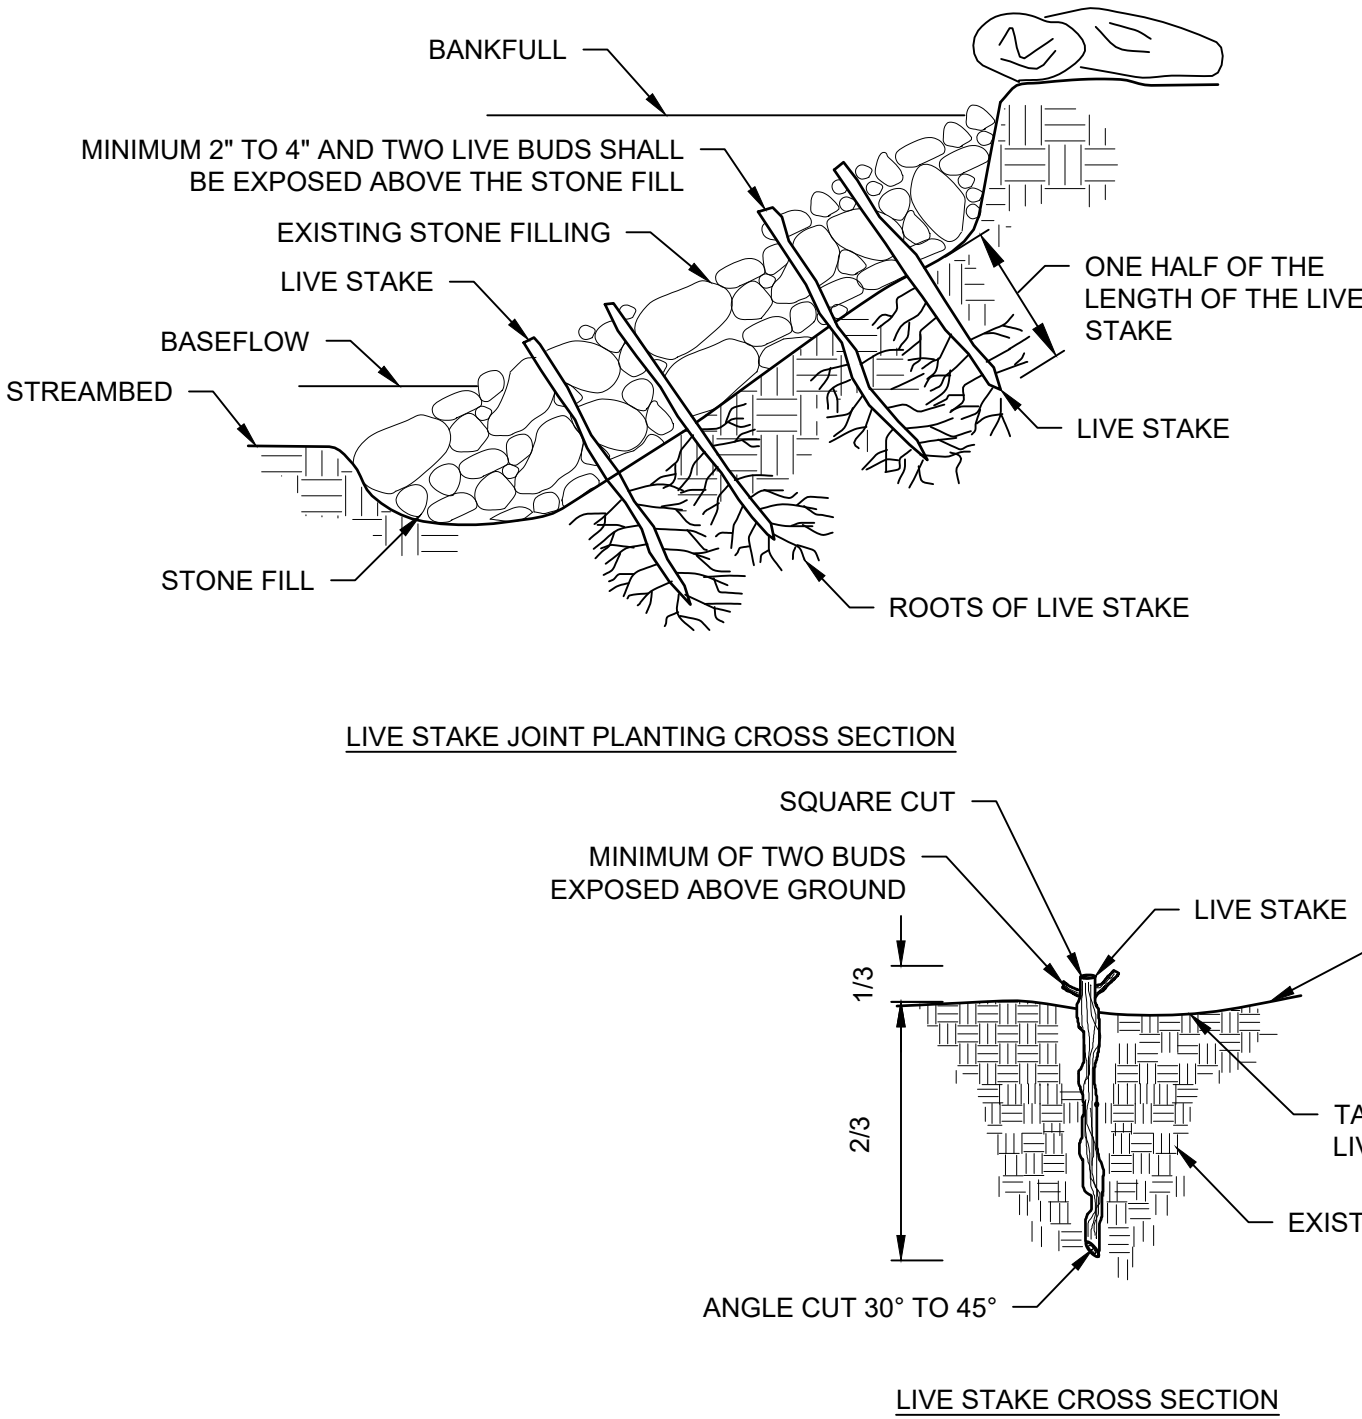 BANKFULL
MINIMUM 2" TO 4" AND TWO LIVE BUDS SHALL
BE EXPOSED ABOVE THE STONE FILL
EXISTING STONE FILLING
LIVE STAKE
BASEFLOW
STREAMBED
ONE HALF OF THE
LENGTH OF THE LIVE
STAKE
LIVE STAKE
STONE FILL
ROOTS OF LIVE STAKE
LIVE STAKE JOINT PLANTING CROSS SECTION
SQUARE CUT
MINIMUM OF TWO BUDS
EXPOSED ABOVE GROUND
LIVE STAKE
1/3
2/3
ANGLE CUT 30° TO 45°
LIVE STAKE CROSS SECTION